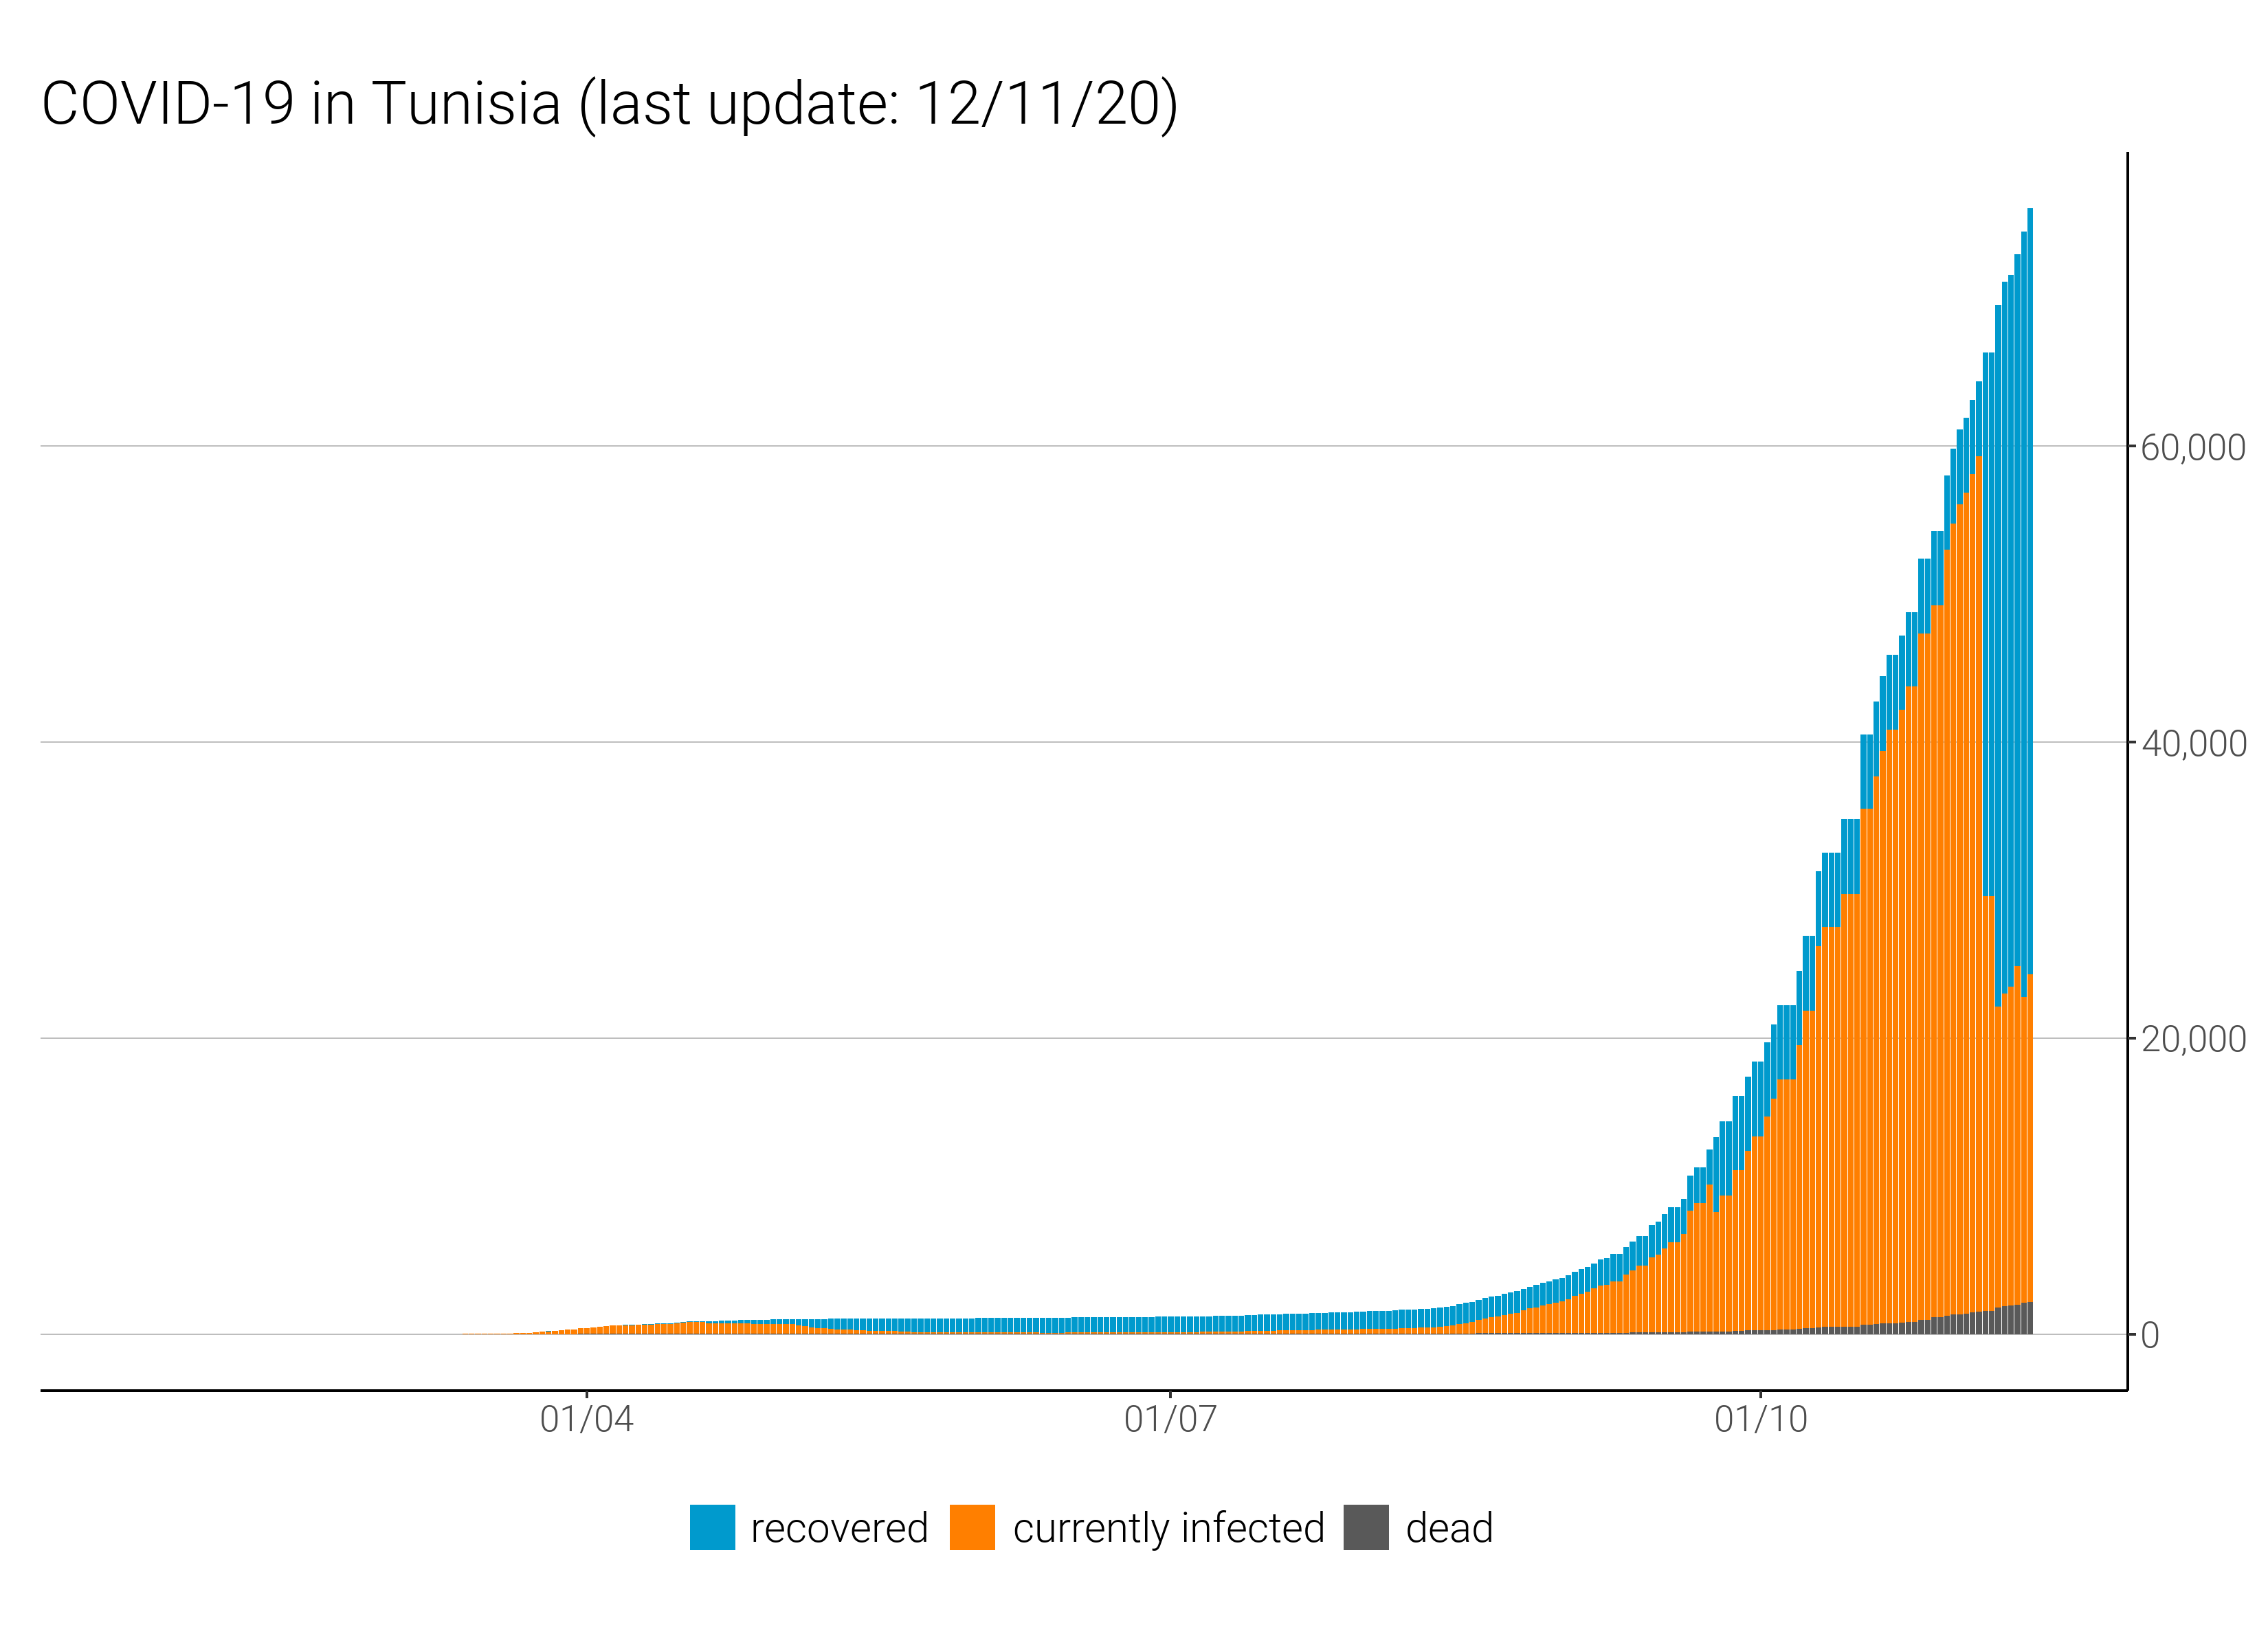 COVID-19 in Tunisia (last update: 12/11/20)
60,000
40,000
20,000
0
01/04 01/07 01/10
recovered currently infected dead